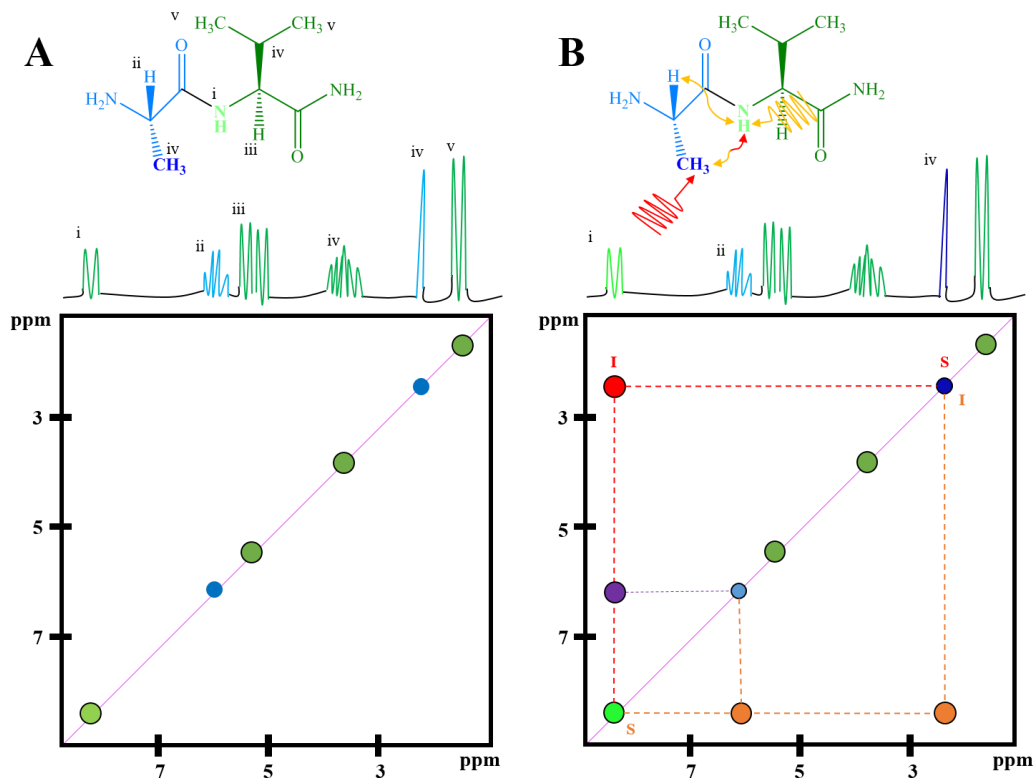 A
v
H₃C
CH₃
v
O
iv
ii
H
i
H₂N
N
H
NH₂
H
iii
O
iv
CH₃
i
ii
iii
iv
iv
v
ppm
3
5
7
7
5
3
ppm
B
H₃C
CH₃
O
H
H₂N
N
H
NH₂
H
O
CH₃
i
ii
iv
ppm
I
S
I
3
5
7
S
7
5
3
ppm